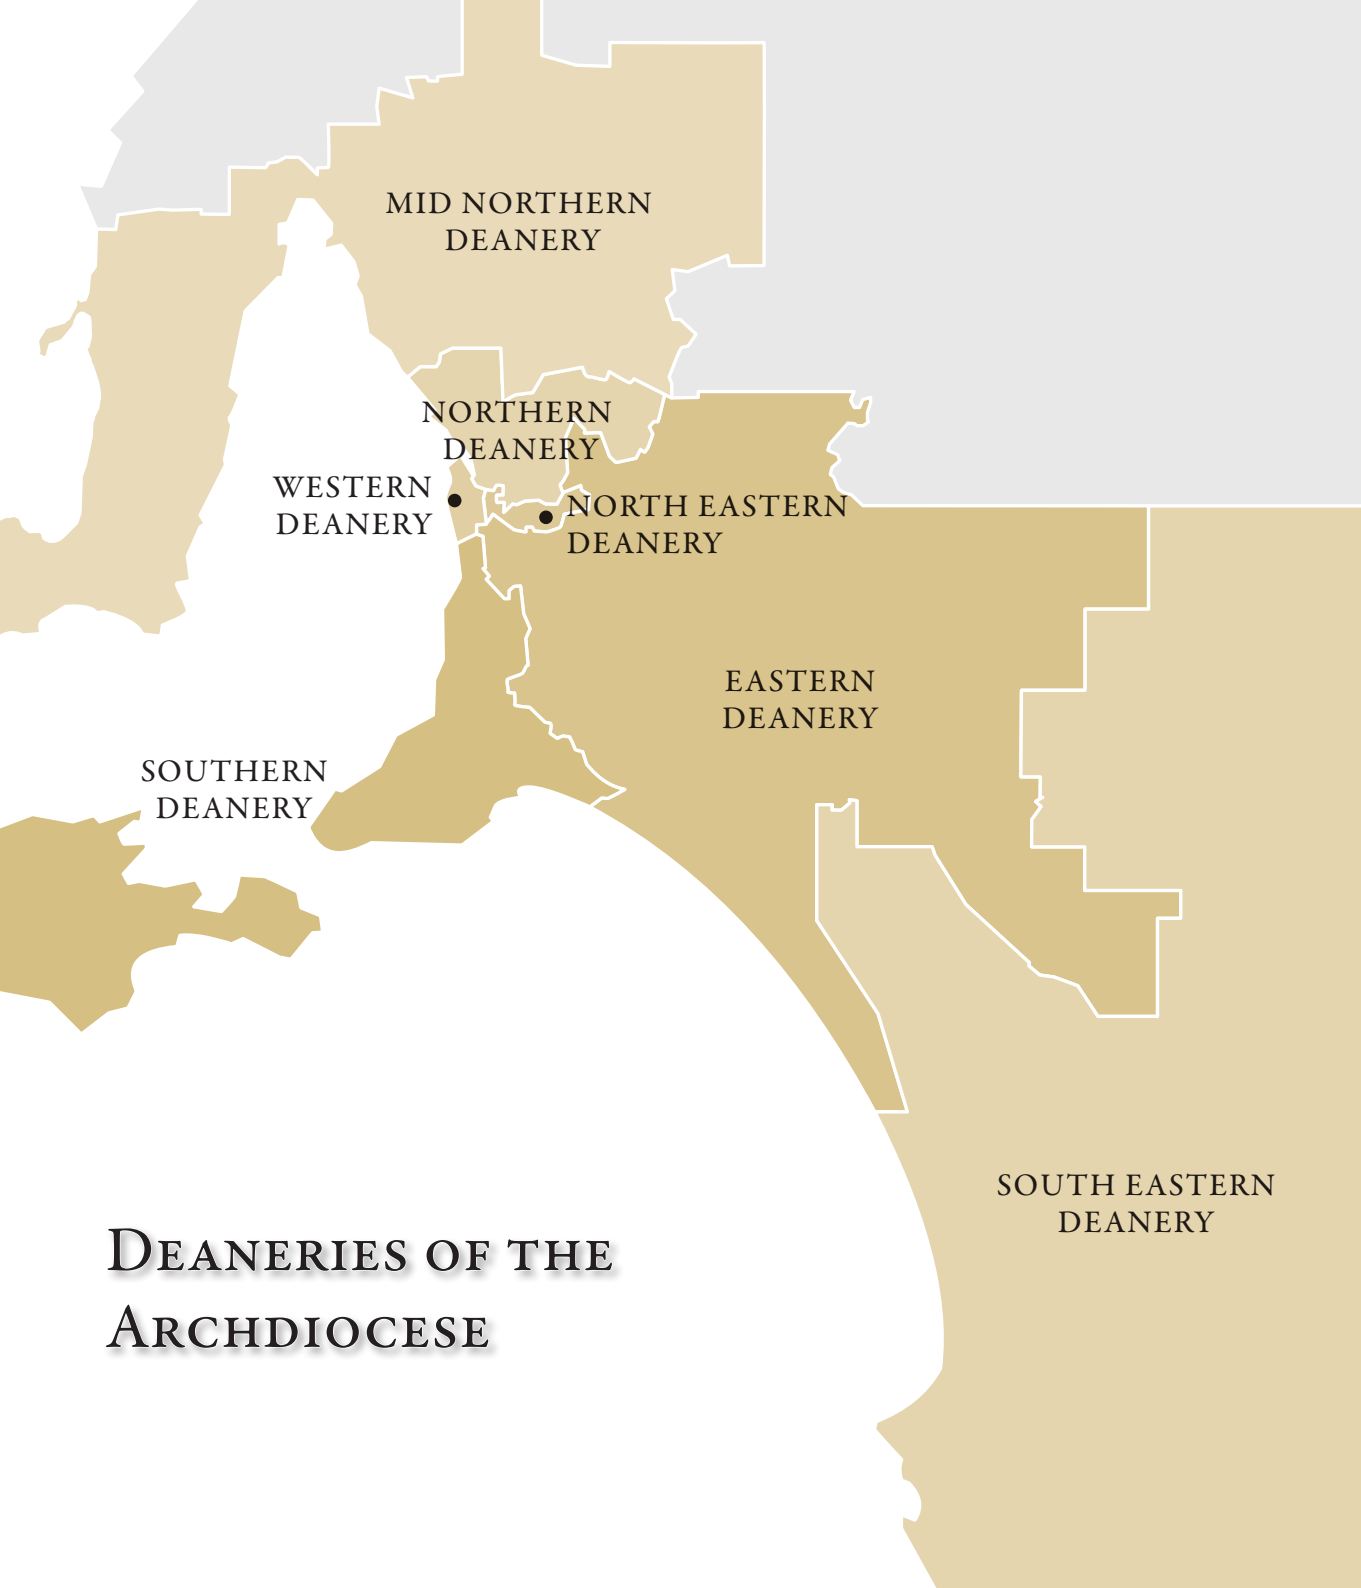 MID NORTHERN
DEANERY
NORTHERN
DEANERY
WESTERN
DEANERY
NORTH EASTERN
DEANERY
EASTERN
DEANERY
SOUTHERN
DEANERY
SOUTH EASTERN
DEANERY
DEANERIES OF THE
ARCHDIOCESE